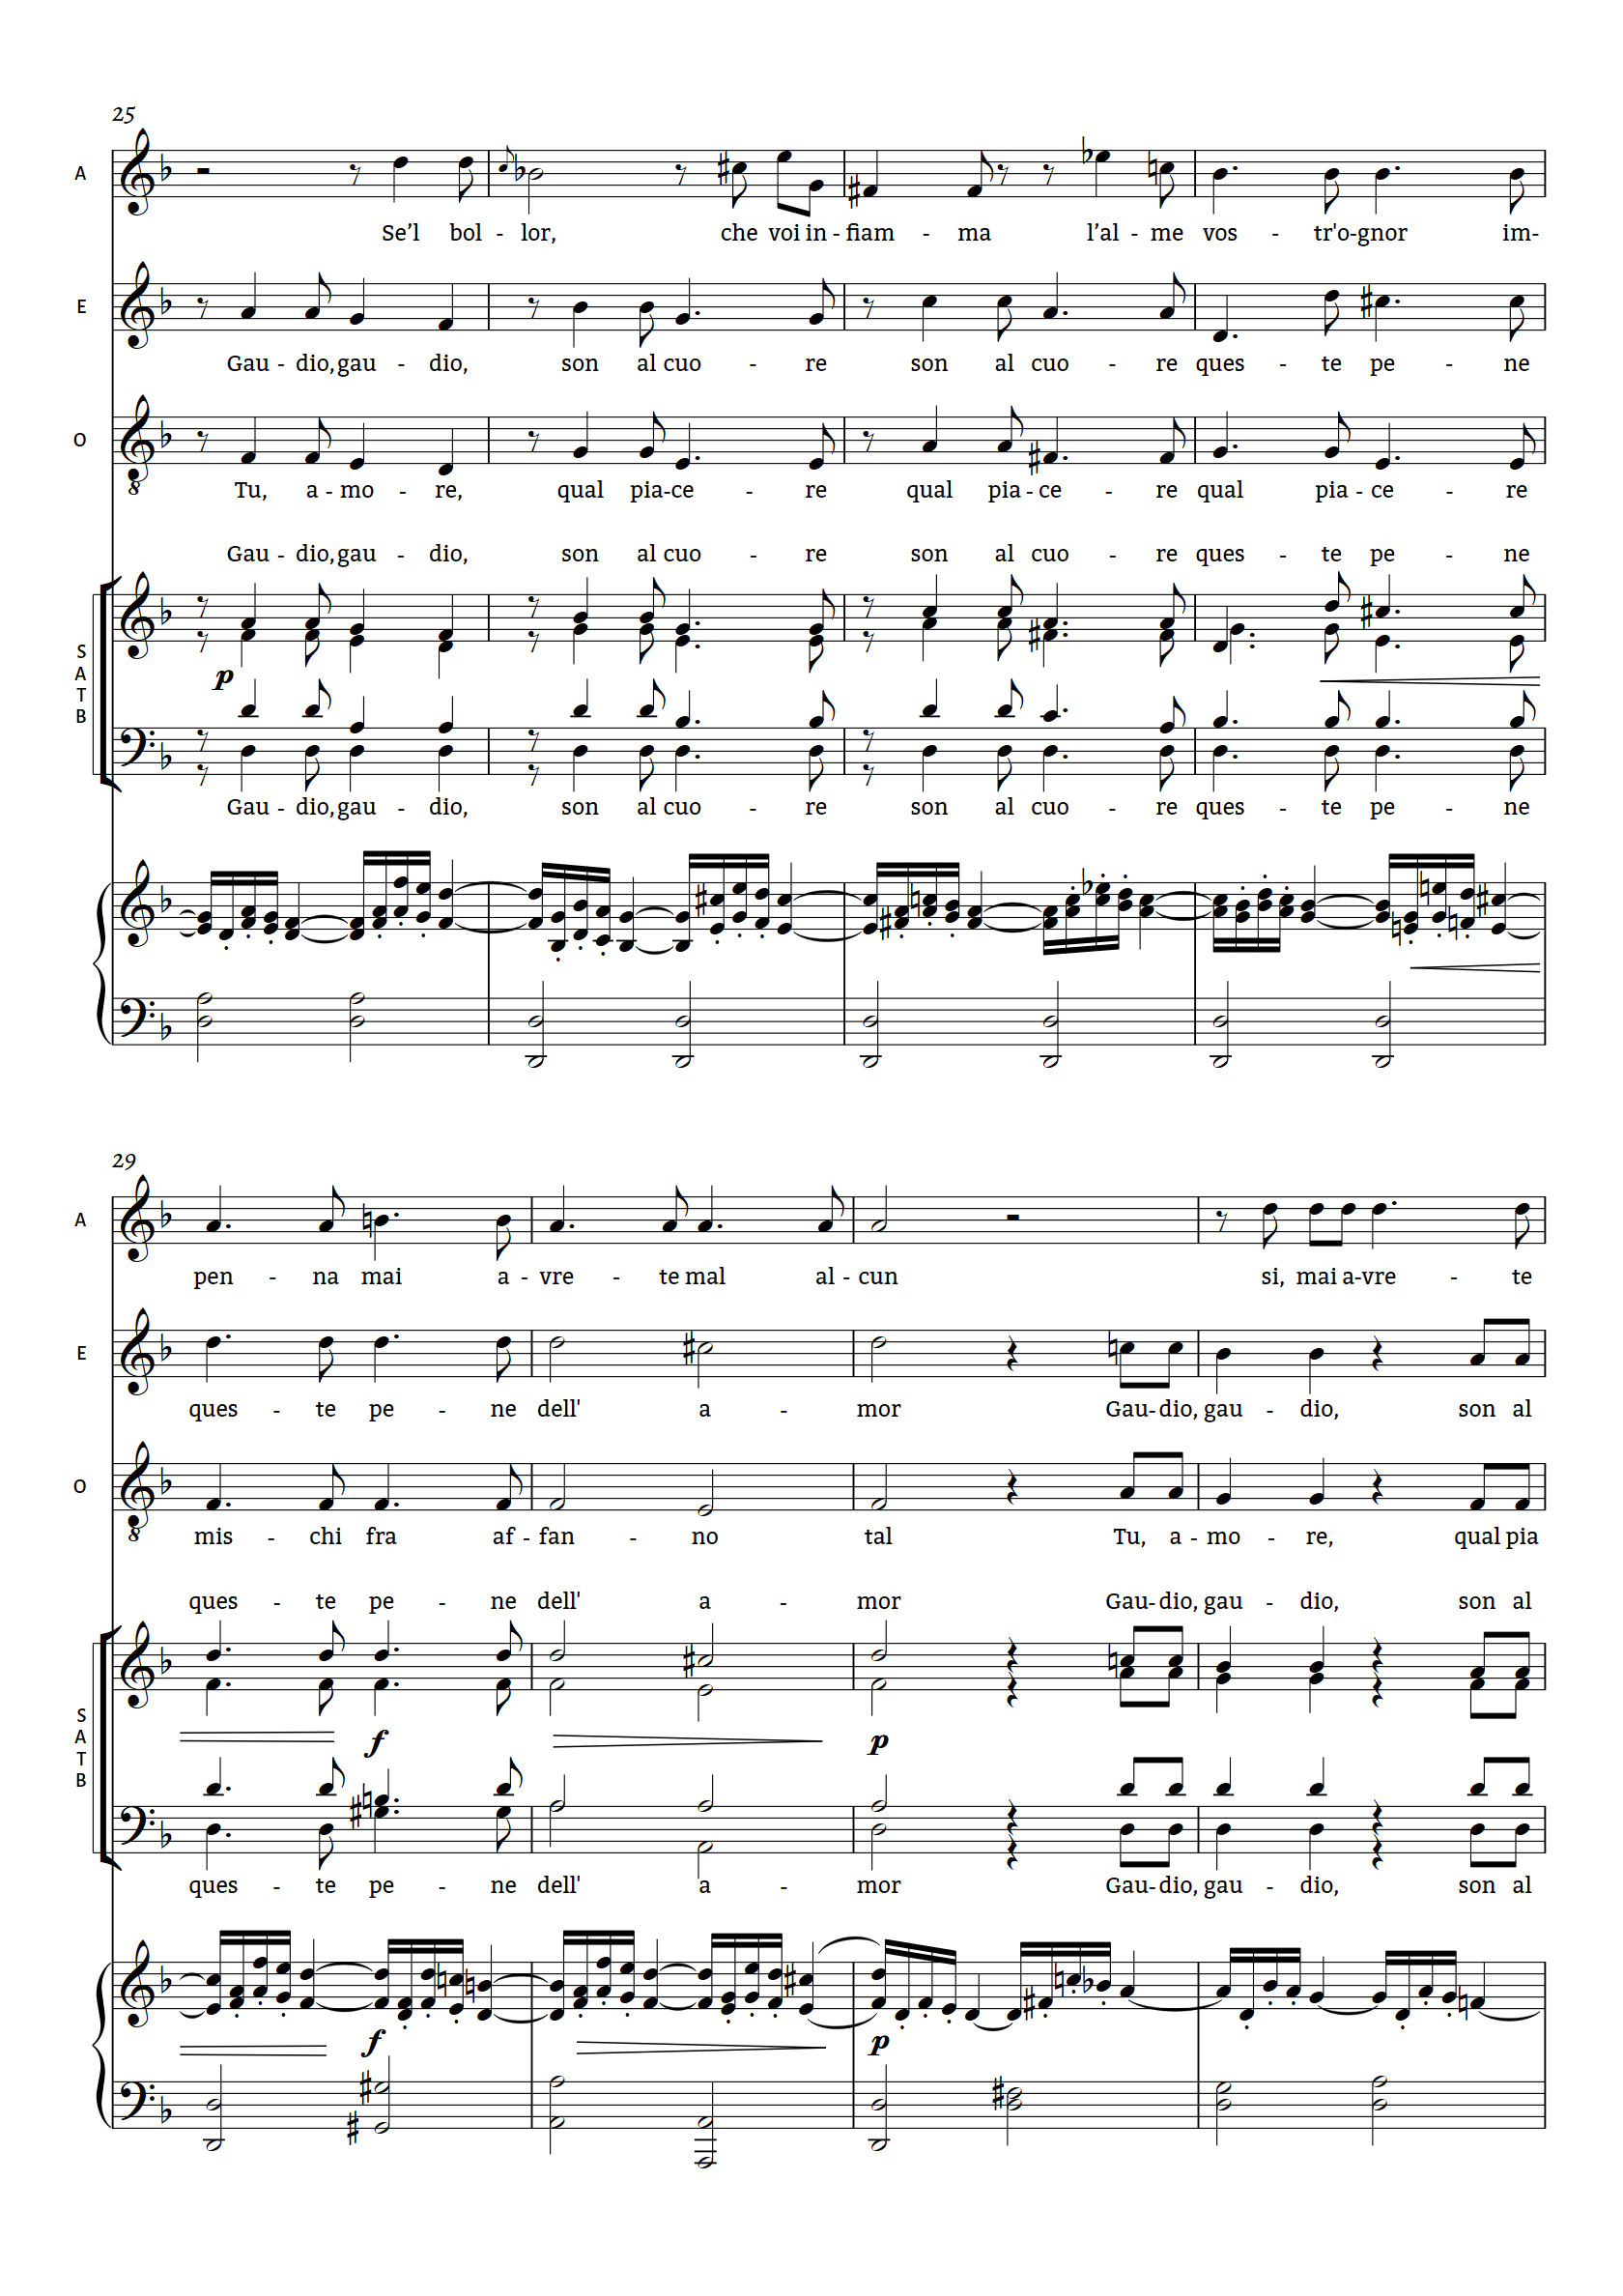 25
A
Se’l bol - lor, che voi in - fiam - ma l’al - me vos - tr'o-gnor im-
E
Gau - dio, gau - dio, son al cuo - re son al cuo - re ques - te pe - ne
O
8
Tu, a - mo - re, qual pia-ce - re qual pia - ce - re qual pia - ce - re
Gau - dio, gau - dio, son al cuo - re son al cuo - re ques - te pe - ne
S
A
T
B
p
Gau - dio, gau - dio, son al cuo - re son al cuo - re ques - te pe - ne
29
A
pen - na mai a - vre - te mal al - cun si, mai a-vre - te
E
ques - te pe - ne dell' a - mor Gau-dio, gau - dio, son al
O
8
mis - chi fra af - fan - no tal Tu, a - mo - re, qual pia
ques - te pe - ne dell' a - mor Gau-dio, gau - dio, son al
S
A
T
B
f p
ques - te pe - ne dell' a - mor Gau-dio, gau - dio, son al
f p